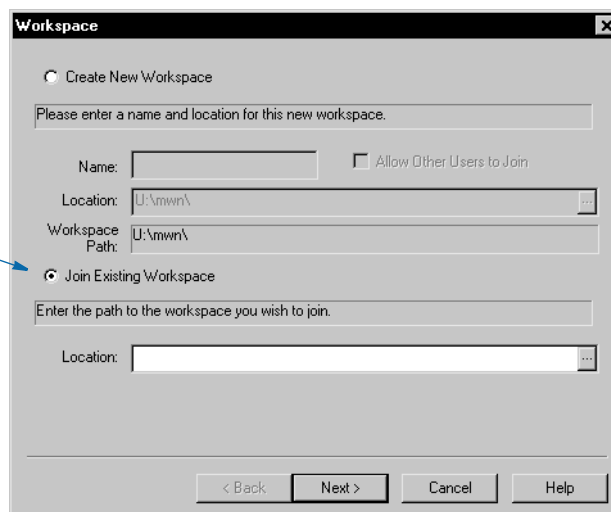 Workspace
Create New Workspace
Please enter a name and location for this new workspace.
Name:
Allow Other Users to Join
Location: U:\mwn\ ...
Workspace
Path: U:\mwn\
Join Existing Workspace
Enter the path to the workspace you wish to join.
Location: ...
< Back Next > Cancel Help